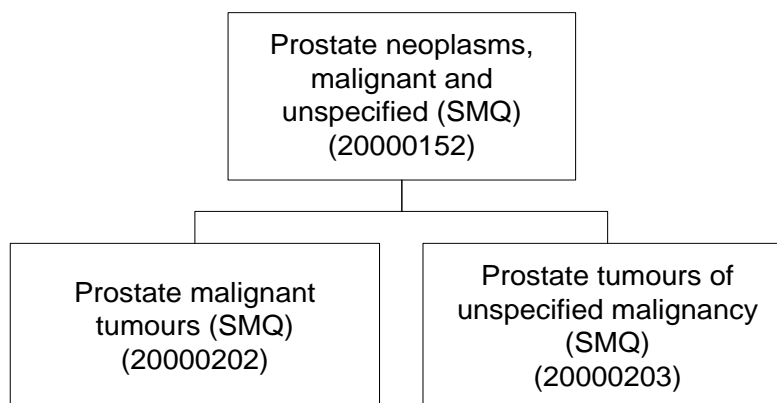 Prostate neoplasms,
malignant and
unspecified (SMQ)
(20000152)
Prostate malignant
tumours (SMQ)
(20000202)
Prostate tumours of
unspecified malignancy
(SMQ)
(20000203)